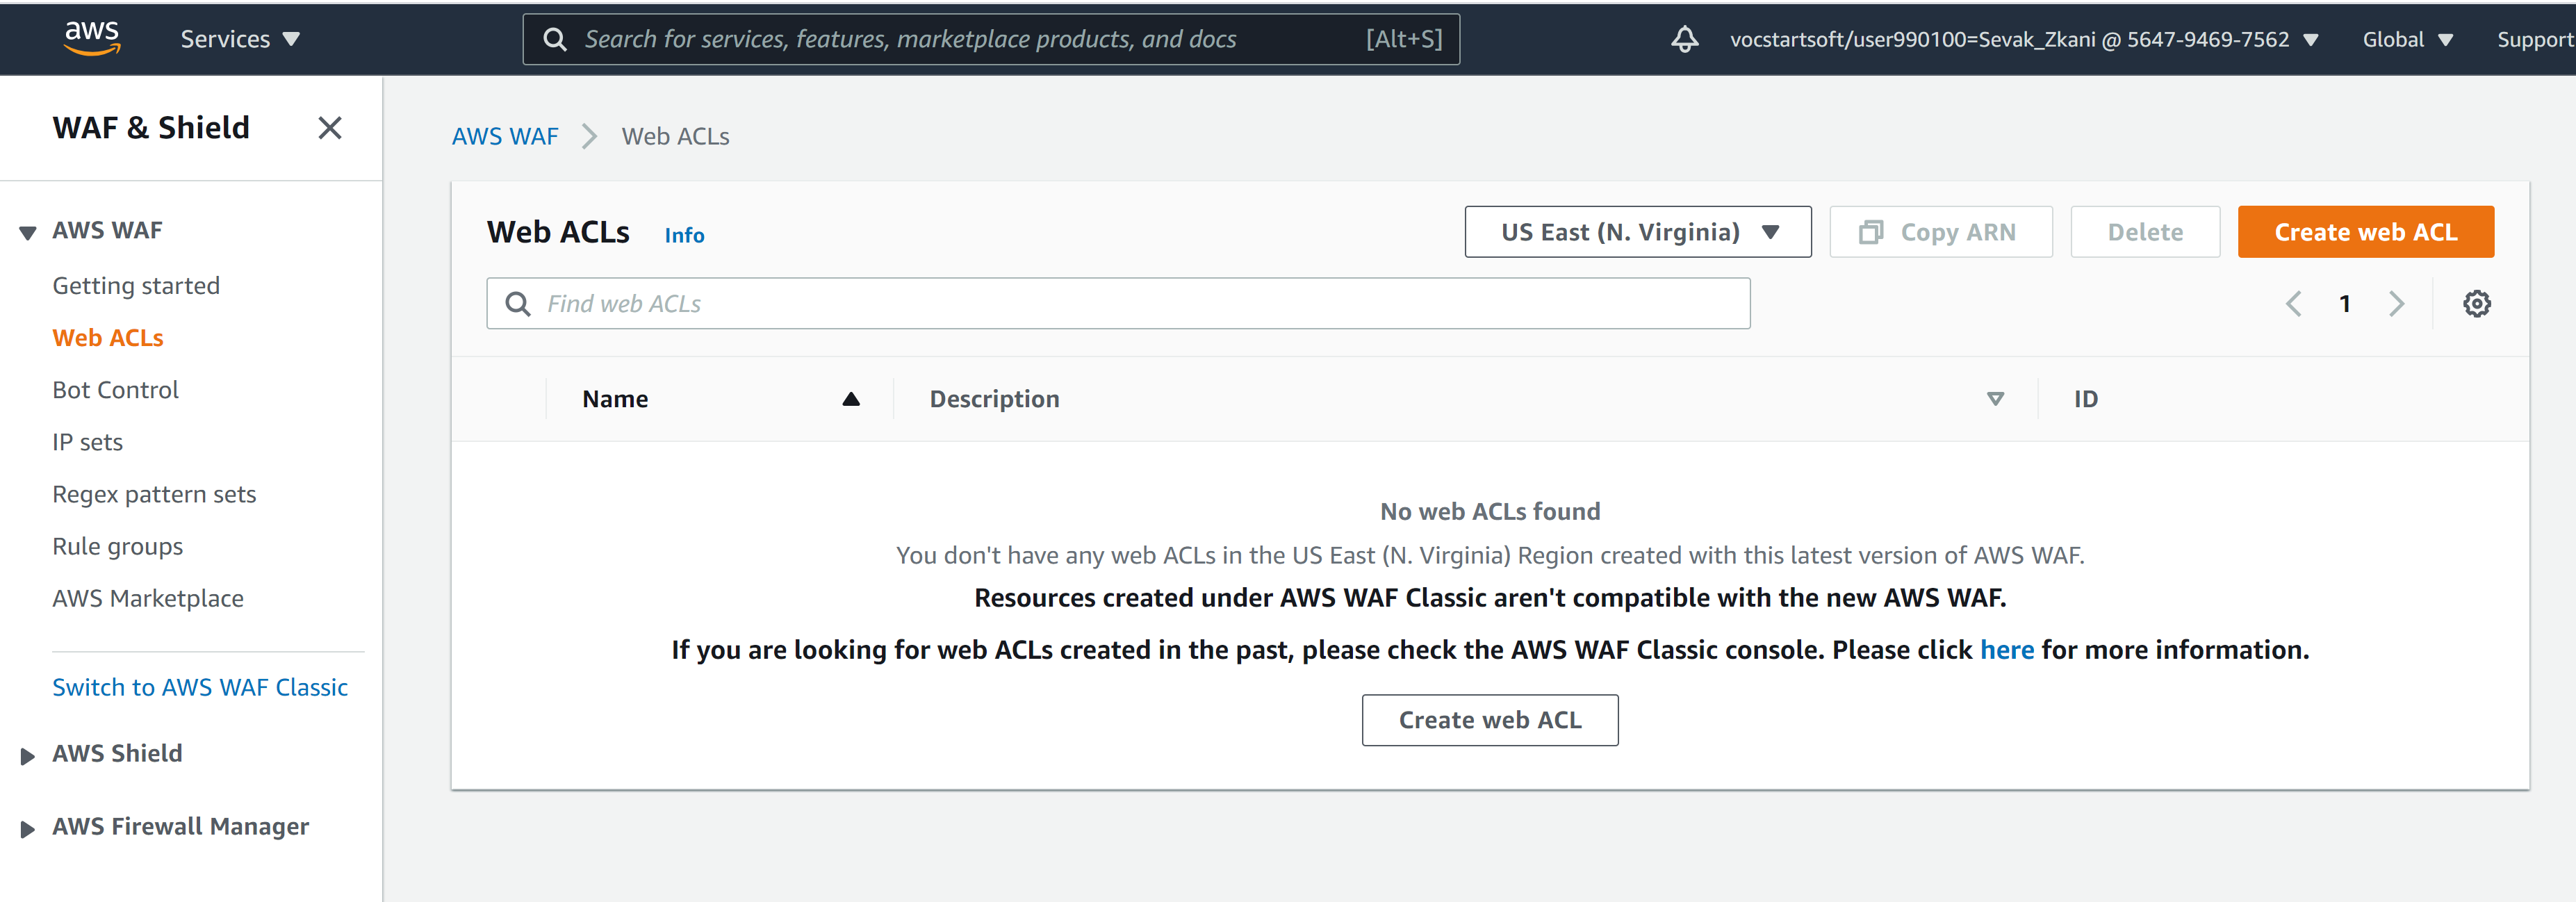 aws Services Search for services, features, marketplace products, and docs [Alt+S] vocstartsoft/user990100=Sevak_Zkani @ 5647-9469-7562 Global Support
WAF & Shield
AWS WAF
Getting started
Web ACLs
Bot Control
IP sets
Regex pattern sets
Rule groups
AWS Marketplace
Switch to AWS WAF Classic
AWS Shield
AWS Firewall Manager
AWS WAF Web ACLs
Web ACLs Info US East (N. Virginia) Copy ARN Delete Create web ACL
Find web ACLs 1
Name Description ID
No web ACLs found
You don't have any web ACLs in the US East (N. Virginia) Region created with this latest version of AWS WAF.
Resources created under AWS WAF Classic aren't compatible with the new AWS WAF.
If you are looking for web ACLs created in the past, please check the AWS WAF Classic console. Please click here for more information.
Create web ACL